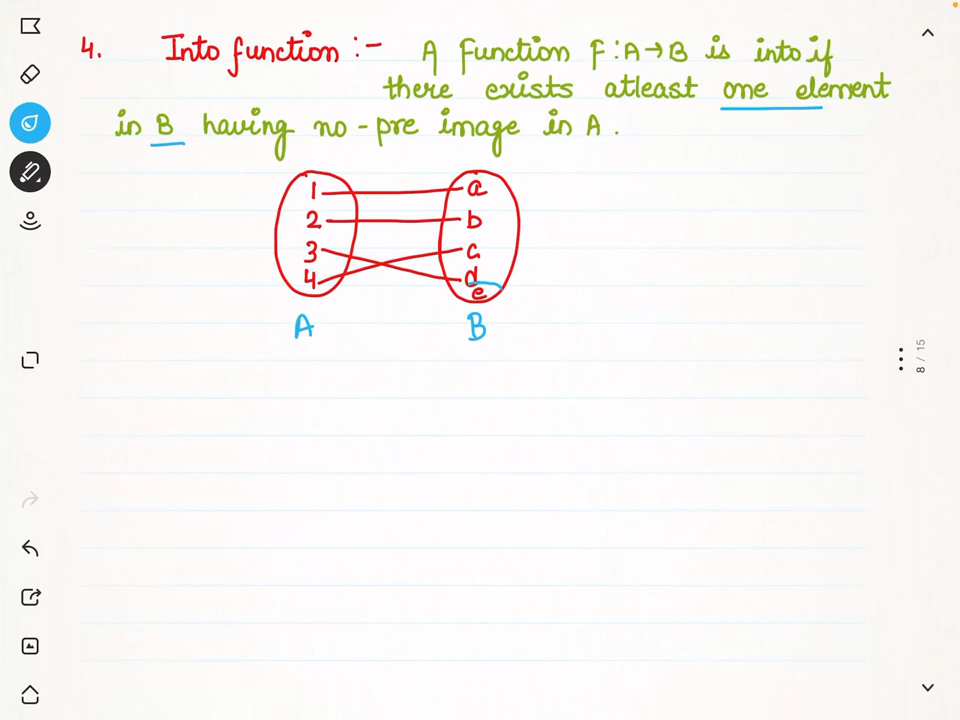 4. Into function :- A function F : A → B is into if
there exists atleast one element
in B having no - pre image in A .
1 a
2 b
3 c
4 d
e
A B
8 / 15